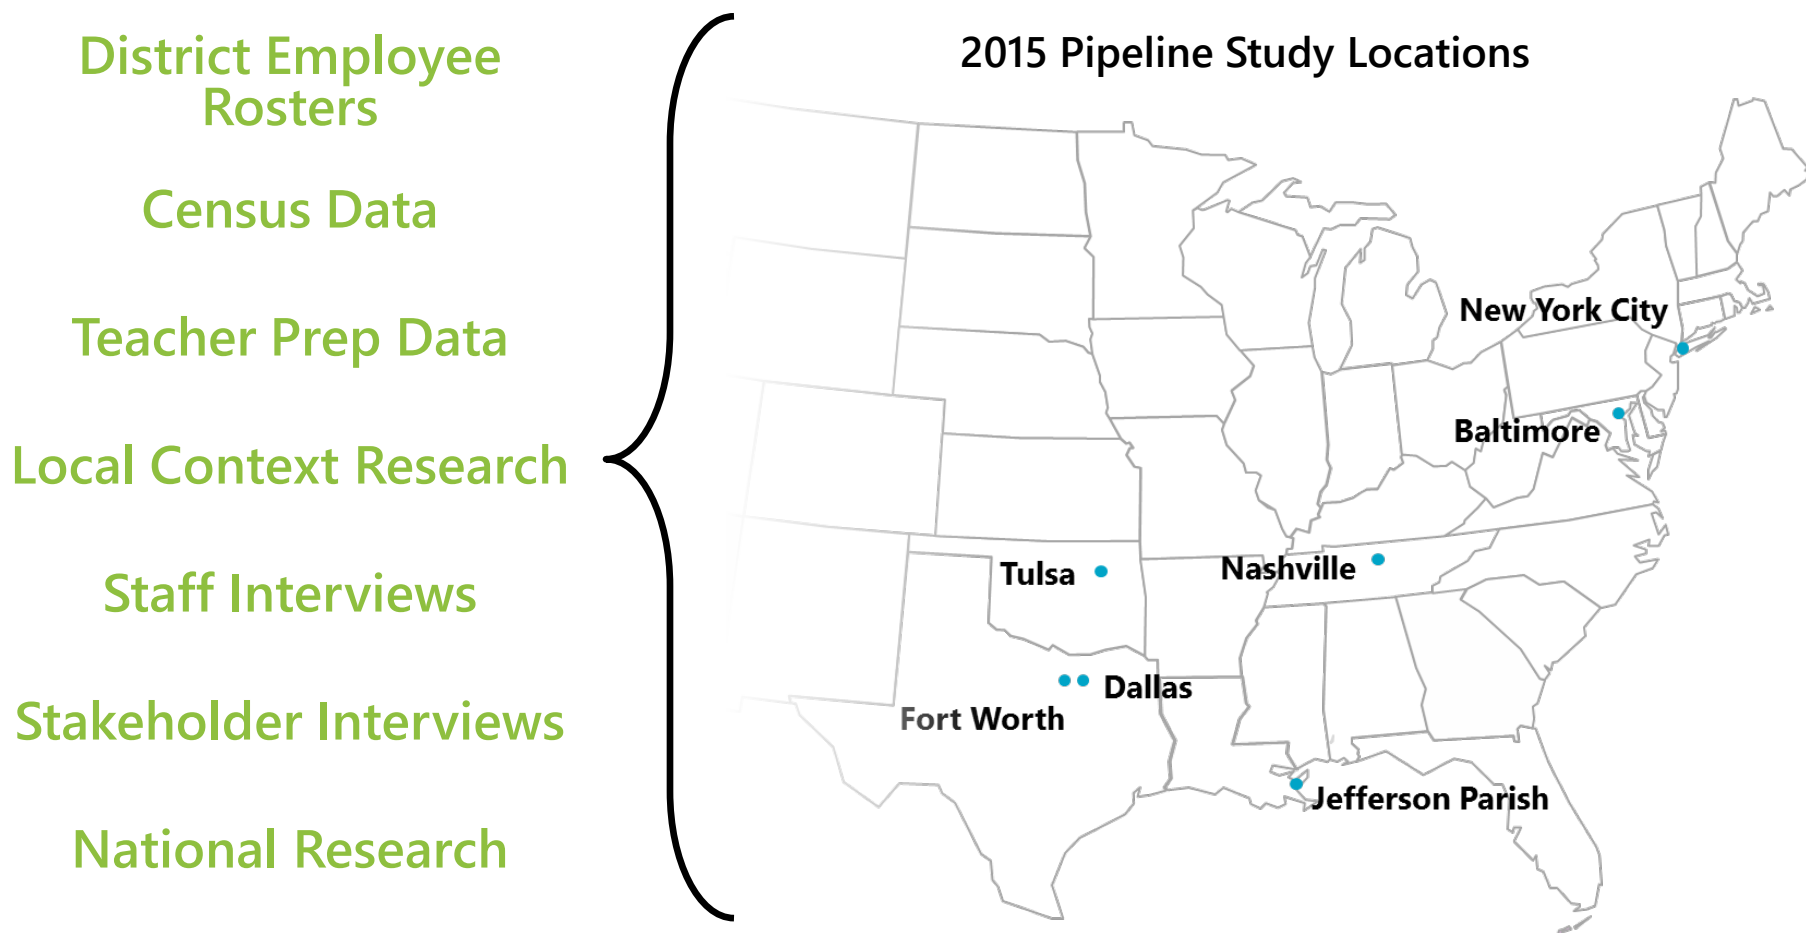 District Employee
Rosters
Census Data
Teacher Prep Data
Local Context Research
Staff Interviews
Stakeholder Interviews
National Research
2015 Pipeline Study Locations
New York City
Baltimore
Nashville
Tulsa
Dallas
Fort Worth
Jefferson Parish